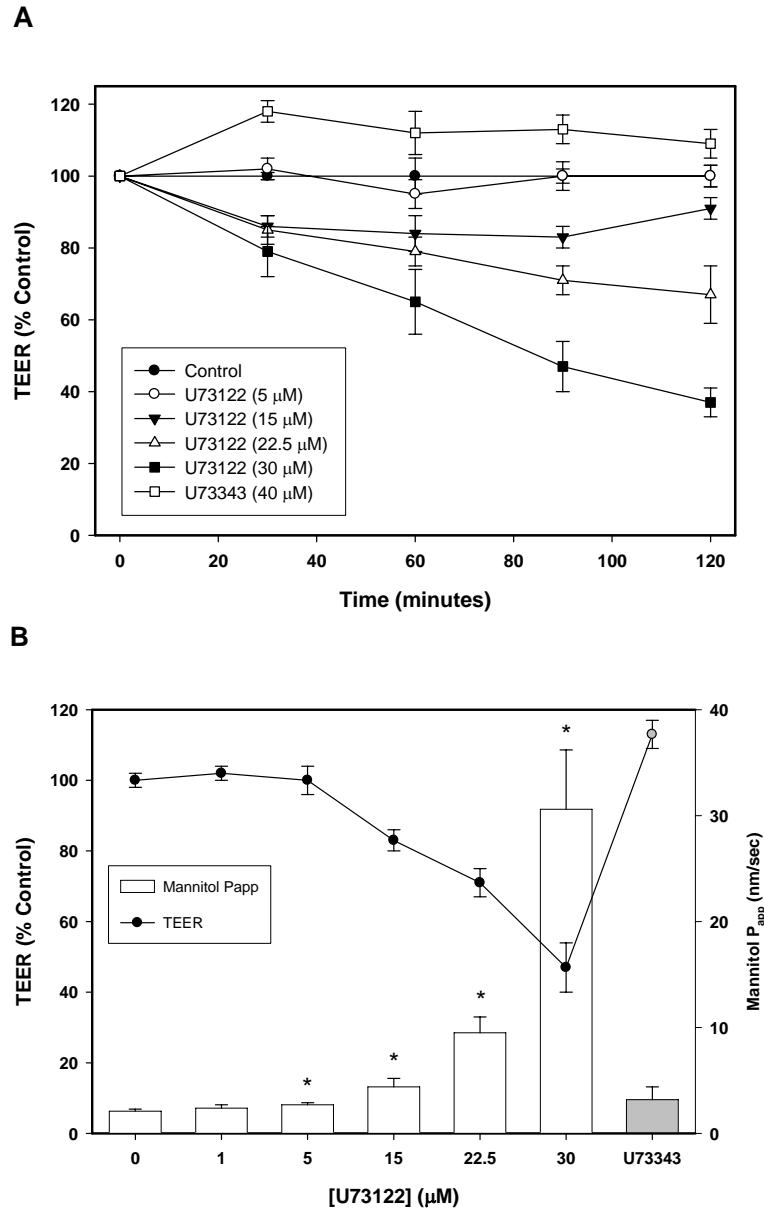 A
TEER (% Control)
120
100
80
60
40
20
0
Control
U73122 (5 μM)
U73122 (15 μM)
U73122 (22.5 μM)
U73122 (30 μM)
U73343 (40 μM)
0 20 40 60 80 100 120
Time (minutes)
B
TEER (% Control)
120
100
80
60
40
20
0
Mannitol Papp
TEER
* * * * *
40
30
20
10
0
Mannitol Papp (nm/sec)
0 1 5 15 22.5 30 U73343
[U73122] (μM)